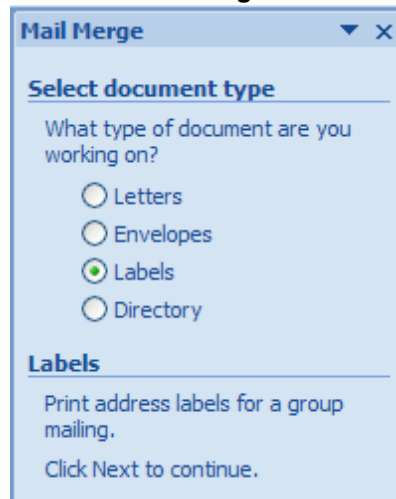 Mail Merge
Select document type
What type of document are you
working on?
Letters
Envelopes
Labels
Directory
Labels
Print address labels for a group
mailing.
Click Next to continue.